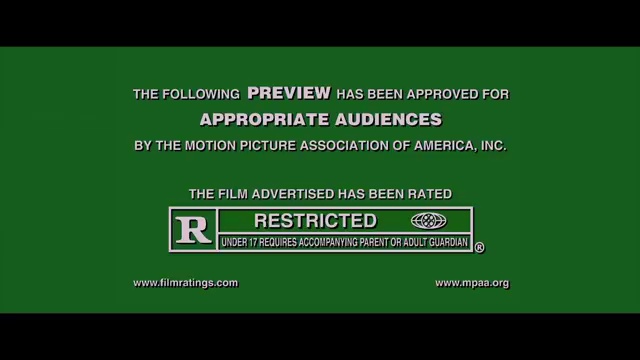 THE FOLLOWING PREVIEW HAS BEEN APPROVED FOR
APPROPRIATE AUDIENCES
BY THE MOTION PICTURE ASSOCIATION OF AMERICA, INC.
THE FILM ADVERTISED HAS BEEN RATED
R RESTRICTED
UNDER 17 REQUIRES ACCOMPANYING PARENT OR ADULT GUARDIAN ®
www.filmratings.com www.mpaa.org